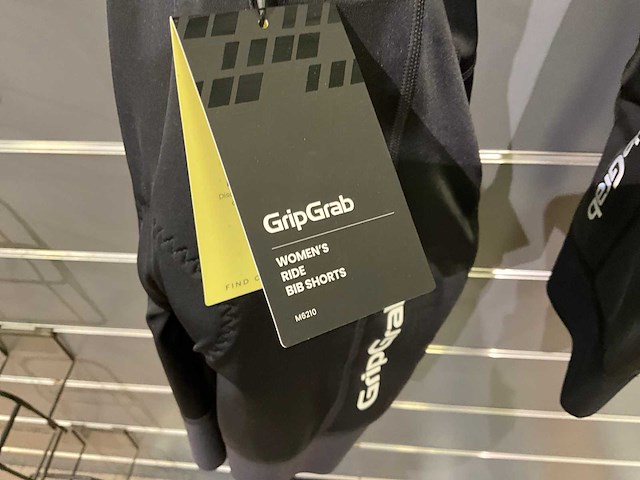 GripGrab
WOMEN'S
RIDE
BIB SHORTS
M6210
FIND
GripGrab